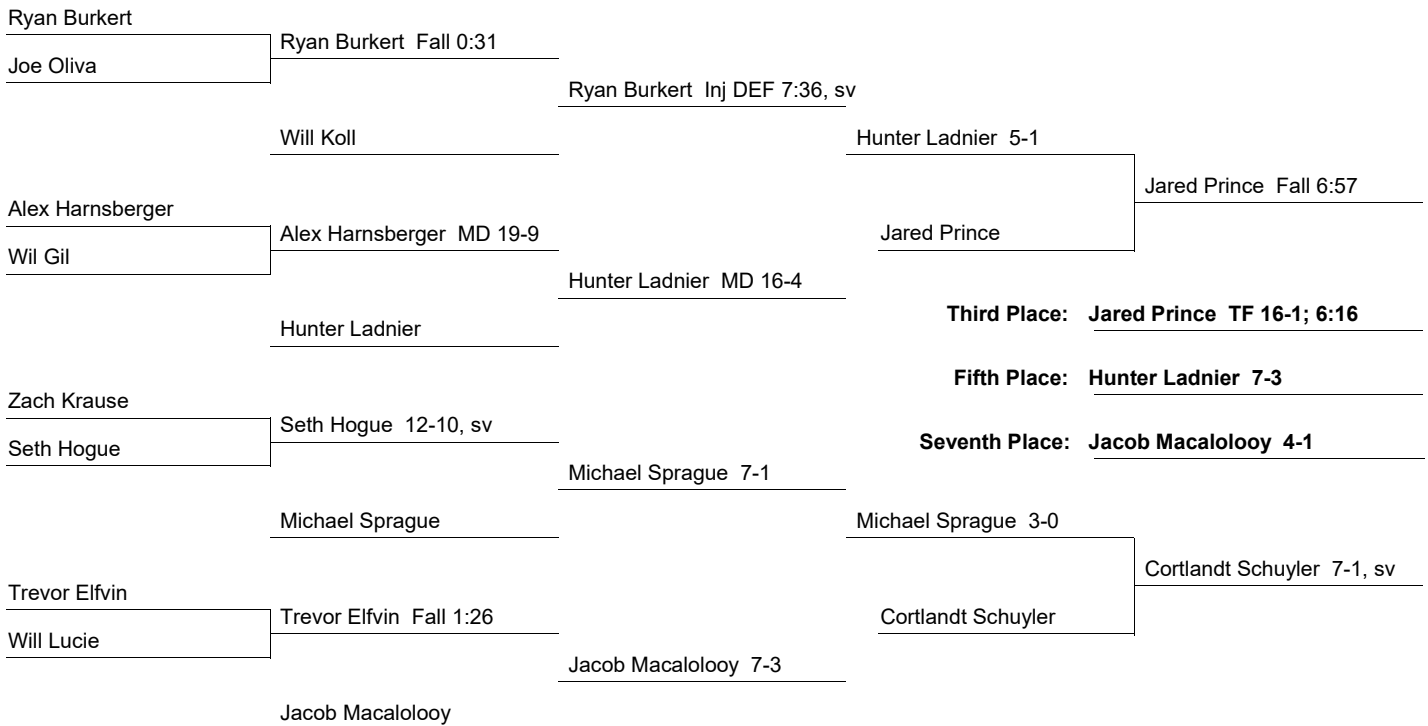 Ryan Burkert
Ryan Burkert  Fall 0:31
Joe Oliva
Ryan Burkert  Inj DEF 7:36, sv
Will Koll
Hunter Ladnier  5-1
Jared Prince  Fall 6:57
Alex Harnsberger
Alex Harnsberger  MD 19-9
Jared Prince
Wil Gil
Hunter Ladnier  MD 16-4
Third Place:  Jared Prince  TF 16-1; 6:16
Hunter Ladnier
Fifth Place:  Hunter Ladnier  7-3
Zach Krause
Seth Hogue  12-10, sv
Seventh Place:  Jacob Macalolooy  4-1
Seth Hogue
Michael Sprague  7-1
Michael Sprague
Michael Sprague  3-0
Cortlandt Schuyler  7-1, sv
Trevor Elfvin
Trevor Elfvin  Fall 1:26
Cortlandt Schuyler
Will Lucie
Jacob Macalolooy  7-3
Jacob Macalolooy